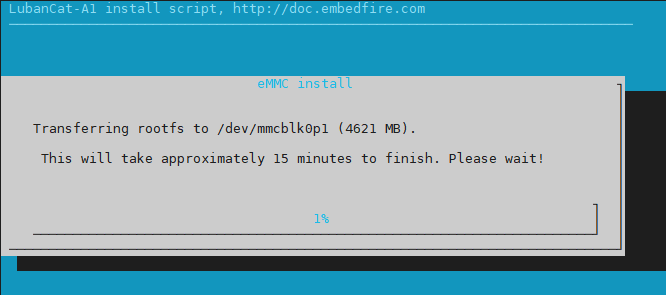 LubanCat-A1 install script, http://doc.embedfire.com
eMMC install
Transferring rootfs to /dev/mmcblk0p1 (4621 MB).
This will take approximately 15 minutes to finish. Please wait!
1%